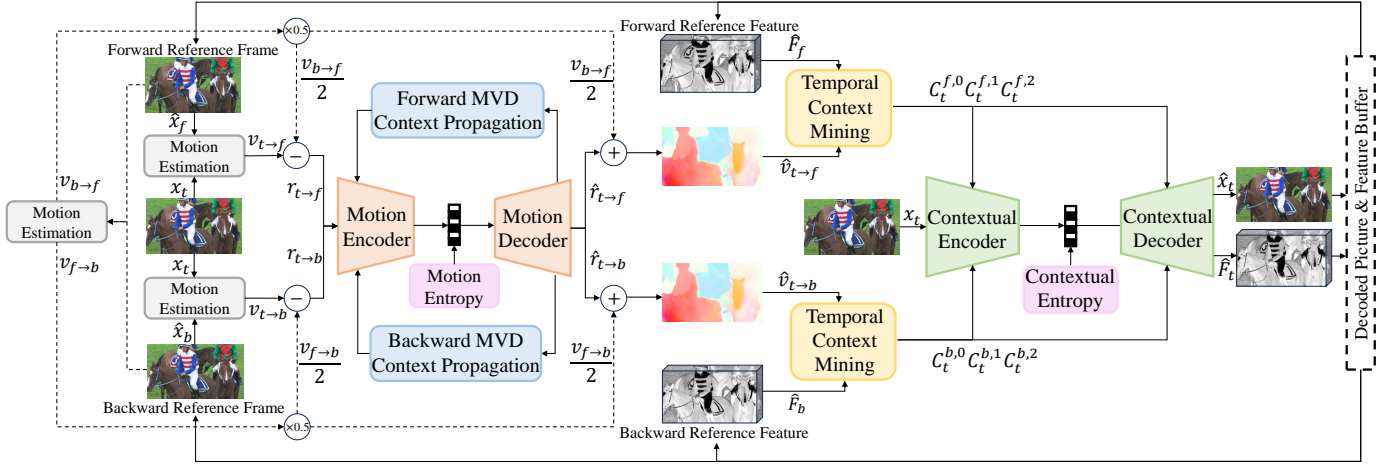 ×0.5
Forward Reference Frame
Forward Reference Feature
F̂_f
v_{b→f}/2
v_{b→f}/2
Forward MVD
Context Propagation
Temporal
Context
Mining
C_t^{f,0}C_t^{f,1}C_t^{f,2}
x̂_f
Motion
Estimation
v_{t→f}
−
+
v̂_{t→f}
v_{b→f}
x_t
r_{t→f}
r̂_{t→f}
Motion
Estimation
Motion
Encoder
Motion
Decoder
x_t
Contextual
Encoder
Contextual
Decoder
x̂_t
F̂_t
Decoded Picture & Feature Buffer
v_{f→b}
x_t
r_{t→b}
Motion
Entropy
r̂_{t→b}
Contextual
Entropy
Motion
Estimation
v_{t→b}
−
+
v̂_{t→b}
x̂_b
Backward MVD
Context Propagation
Temporal
Context
Mining
C_t^{b,0}C_t^{b,1}C_t^{b,2}
v_{f→b}/2
v_{f→b}/2
F̂_b
Backward Reference Frame
×0.5
Backward Reference Feature